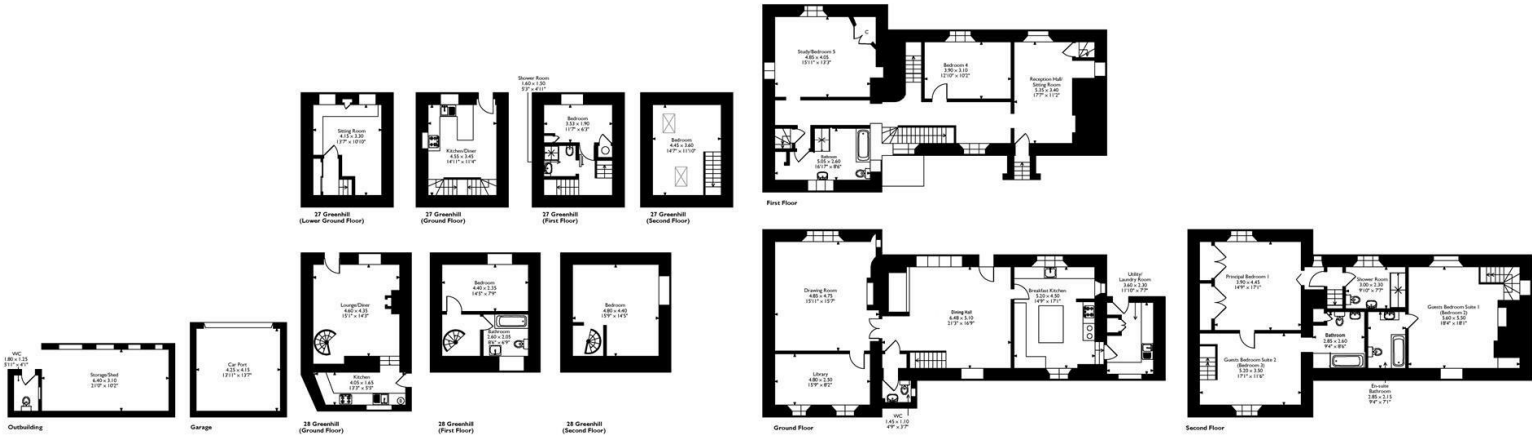 Study/Bedroom 5
4.85 x 4.05
15'11" x 13'3"
C
Bedroom 4
3.90 x 3.10
12'10" x 10'2"
Reception Hall/
Sitting Room
5.35 x 3.40
17'7" x 11'2"
Bathroom
5.05 x 2.60
16'17" x 8'6"
First Floor
Shower Room
1.60 x 1.50
5'3" x 4'11"
Sitting Room
4.15 x 3.30
13'7" x 10'10"
27 Greenhill
(Lower Ground Floor)
Kitchen/Diner
4.55 x 3.45
14'11" x 11'4"
27 Greenhill
(Ground Floor)
Bedroom
3.53 x 1.90
11'7" x 6'3"
27 Greenhill
(First Floor)
Bedroom
4.45 x 3.60
14'7" x 11'10"
27 Greenhill
(Second Floor)
WC
1.80 x 1.25
5'11" x 4'1"
Storage/Shed
6.40 x 3.10
21'0" x 10'2"
Outbuilding
Car Port
4.25 x 4.15
13'11" x 13'7"
Garage
Lounge/Diner
4.60 x 4.35
15'1" x 14'3"
Kitchen
4.05 x 1.65
13'3" x 5'5"
28 Greenhill
(Ground Floor)
Bedroom
4.40 x 2.35
14'5" x 7'9"
Bathroom
2.60 x 2.05
8'6" x 6'9"
28 Greenhill
(First Floor)
Bedroom
4.80 x 4.40
15'9" x 14'5"
28 Greenhill
(Second Floor)
Drawing Room
4.85 x 4.75
15'11" x 15'7"
Library
4.80 x 2.50
15'9" x 8'2"
Dining Hall
6.48 x 5.10
21'3" x 16'9"
Breakfast Kitchen
5.20 x 4.50
14'9" x 17'1"
Utility/
Laundry Room
3.60 x 2.30
11'10" x 7'7"
WC
1.45 x 1.10
4'9" x 3'7"
Ground Floor
Principal Bedroom 1
5.90 x 4.45
14'9" x 17'1"
Shower Room
3.00 x 2.30
9'10" x 7'7"
Guests Bedroom Suite 1
(Bedroom 2)
5.60 x 5.50
18'4" x 18'1"
Bathroom
2.85 x 2.60
9'4" x 8'6"
Guests Bedroom Suite 2
(Bedroom 3)
5.20 x 3.50
17'1" x 11'6"
En-suite
Bathroom
2.85 x 2.15
9'4" x 7'1"
Second Floor